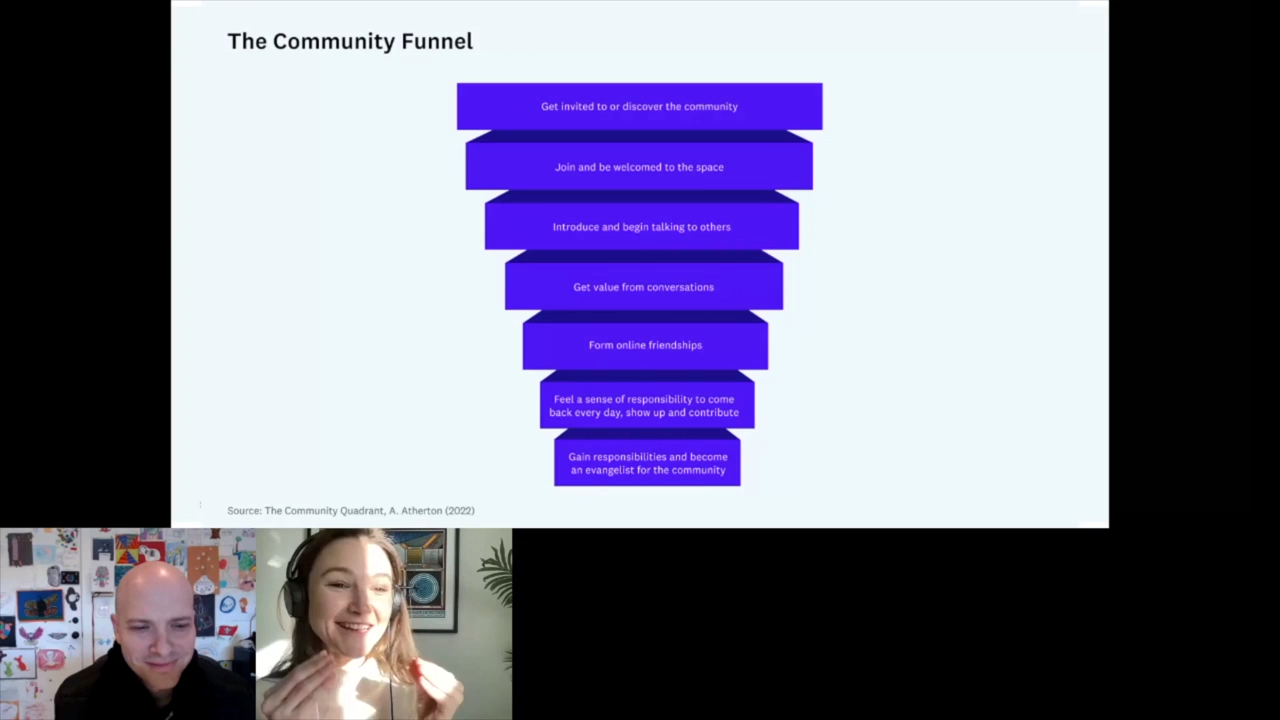 The Community Funnel
Get invited to or discover the community
Join and be welcomed to the space
Introduce and begin talking to others
Get value from conversations
Form online friendships
Feel a sense of responsibility to come
back every day, show up and contribute
Gain responsibilities and become
an evangelist for the community
Source: The Community Quadrant, A. Atherton (2022)